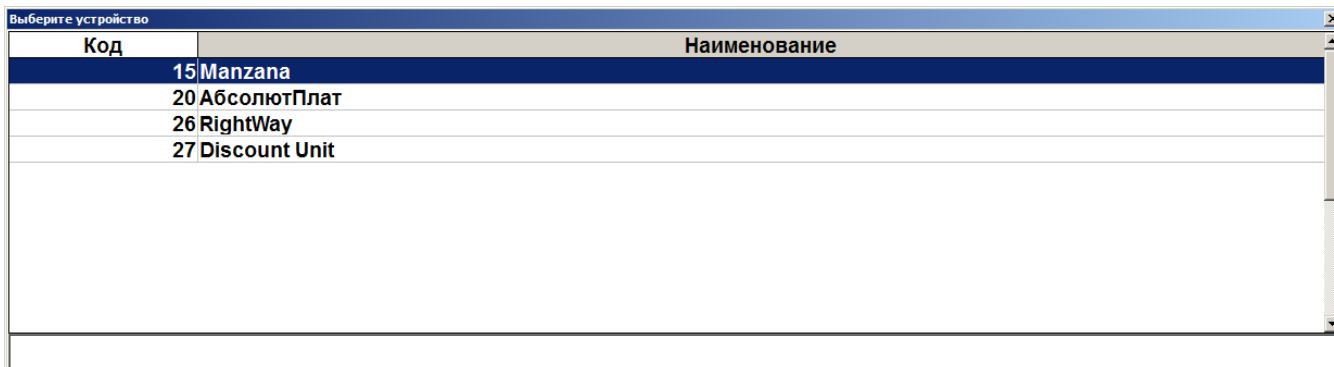 Выберите устройство
Код Наименование
15 Manzana
20 АбсолютПлат
26 RightWay
27 Discount Unit